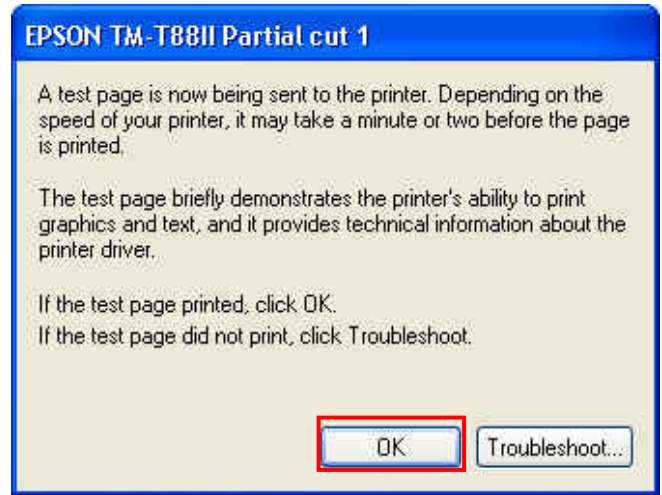 EPSON TM-T88II Partial cut 1
A test page is now being sent to the printer. Depending on the
speed of your printer, it may take a minute or two before the page
is printed.
The test page briefly demonstrates the printer's ability to print
graphics and text, and it provides technical information about the
printer driver.
If the test page printed, click OK.
If the test page did not print, click Troubleshoot.
OK
Troubleshoot...